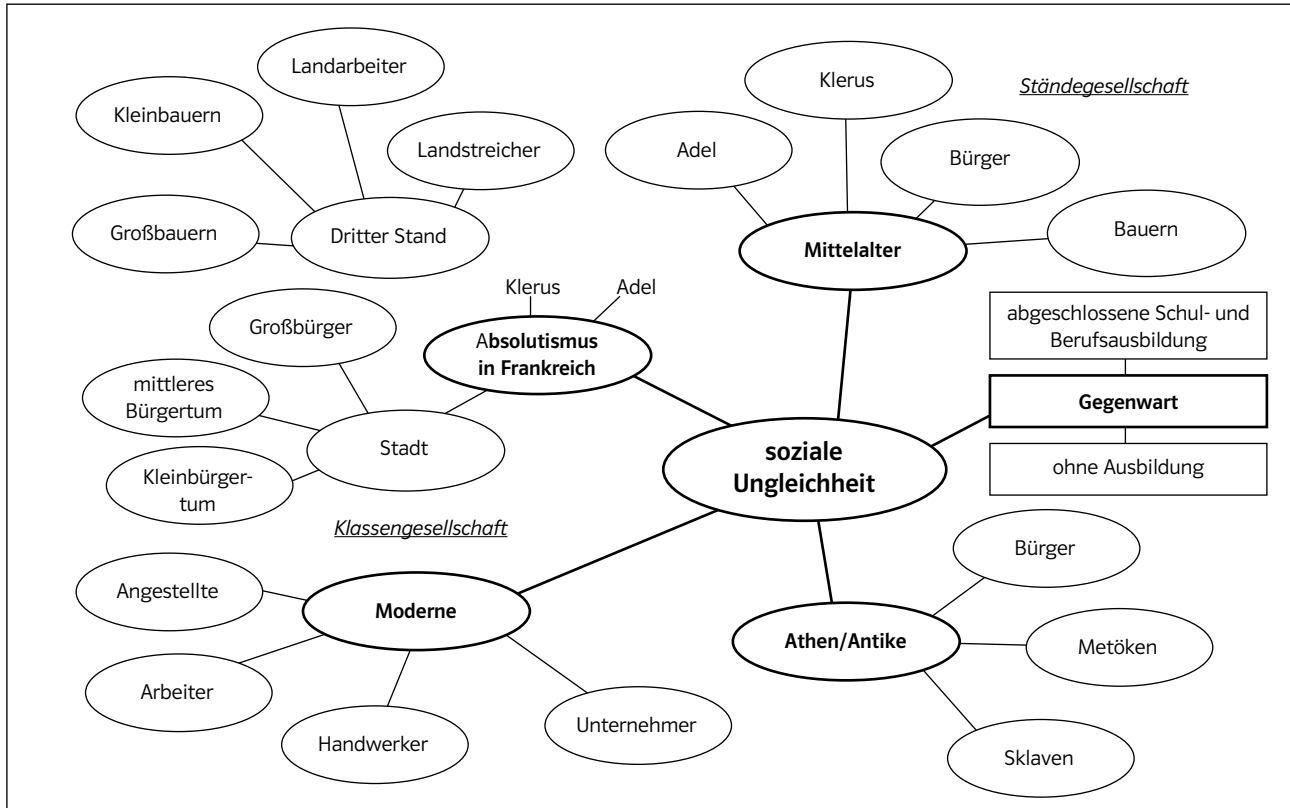 Landarbeiter
Kleinbauern
Landstreicher
Großbauern
Dritter Stand
Klerus
Ständegesellschaft
Adel
Bürger
Bauern
Mittelalter
Klerus
Adel
Absolutismus
in Frankreich
Großbürger
mittleres
Bürgertum
Stadt
Kleinbürger-
tum
abgeschlossene Schul- und
Berufsausbildung
Gegenwart
ohne Ausbildung
soziale
Ungleichheit
Klassengesellschaft
Angestellte
Moderne
Arbeiter
Handwerker
Unternehmer
Bürger
Athen/Antike
Metöken
Sklaven